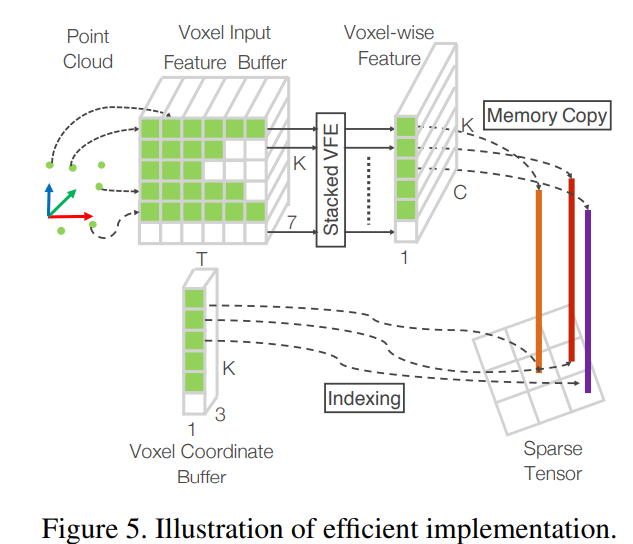 Point
Cloud
Voxel Input
Feature Buffer
Voxel-wise
Feature
K
7
T
Stacked VFE
K
C
1
Memory Copy
K
3
1
Voxel Coordinate
Buffer
Indexing
Sparse
Tensor
Figure 5. Illustration of efficient implementation.